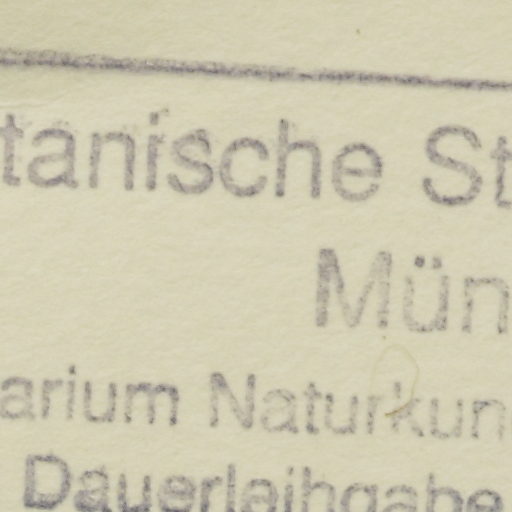 tanische St
Mün
arium Naturkun
Dauerleihgabe